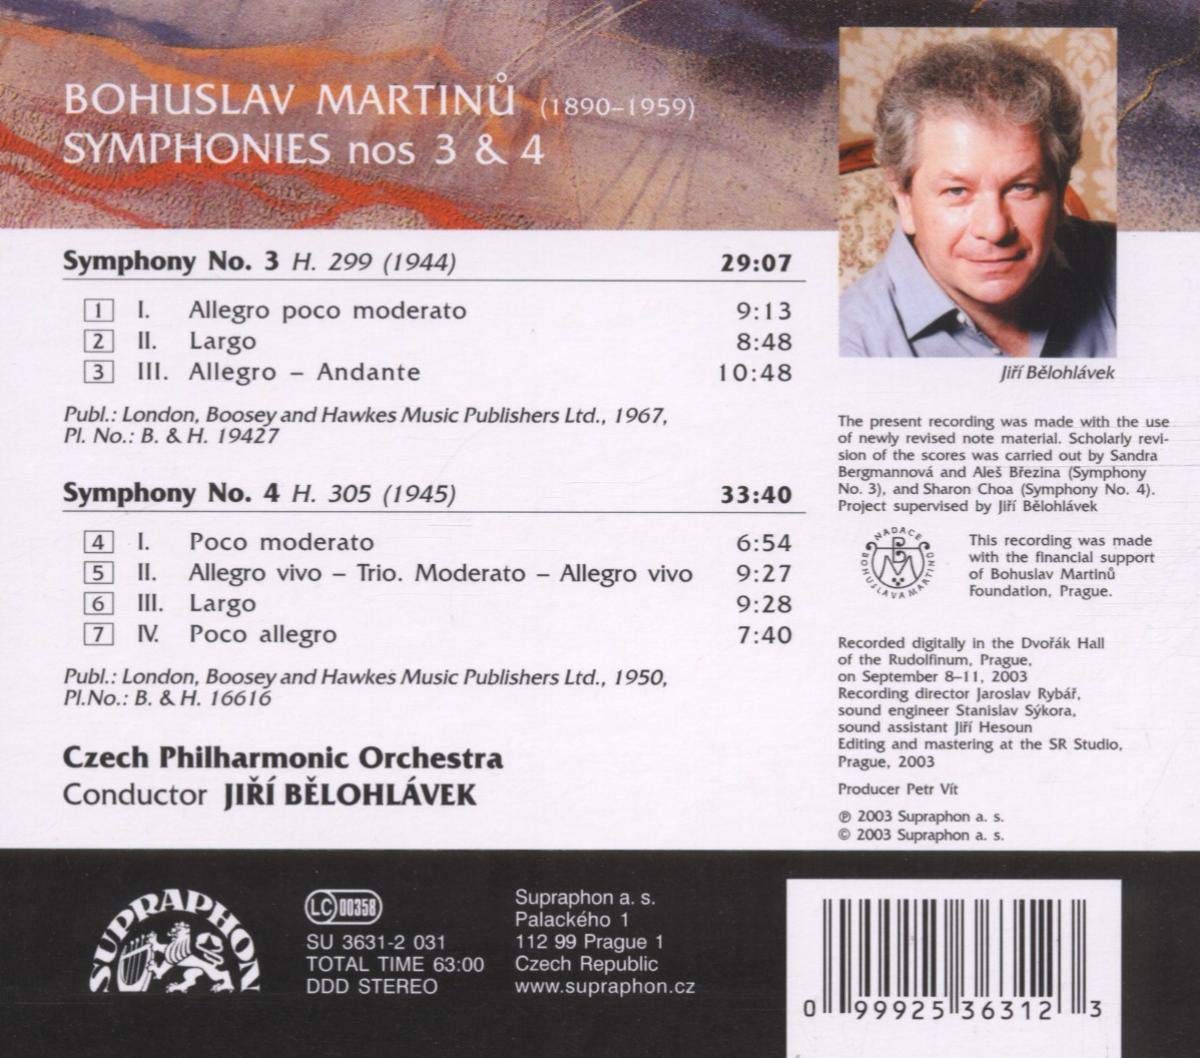 BOHUSLAV MARTINŮ (1890–1959)
SYMPHONIES nos 3 & 4
Symphony No. 3 H. 299 (1944) 29:07
1 I. Allegro poco moderato 9:13
2 II. Largo 8:48
3 III. Allegro – Andante 10:48
Publ.: London, Boosey and Hawkes Music Publishers Ltd., 1967,
Pl. No.: B. & H. 19427
Symphony No. 4 H. 305 (1945) 33:40
4 I. Poco moderato 6:54
5 II. Allegro vivo – Trio. Moderato – Allegro vivo 9:27
6 III. Largo 9:28
7 IV. Poco allegro 7:40
Publ.: London, Boosey and Hawkes Music Publishers Ltd., 1950,
Pl.No.: B. & H. 16616
Czech Philharmonic Orchestra
Conductor JIŘÍ BĚLOHLÁVEK
Jiří Bělohlávek
The present recording was made with the use
of newly revised note material. Scholarly revi-
sion of the scores was carried out by Sandra
Bergmannová and Aleš Březina (Symphony
No. 3), and Sharon Choa (Symphony No. 4).
Project supervised by Jiří Bělohlávek
NADACE
BOHUSLAVA MARTINŮ
This recording was made
with the financial support
of Bohuslav Martinů
Foundation, Prague.
Recorded digitally in the Dvořák Hall
of the Rudolfinum, Prague,
on September 8–11, 2003
Recording director Jaroslav Rybář,
sound engineer Stanislav Sýkora,
sound assistant Jiří Hesoun
Editing and mastering at the SR Studio,
Prague, 2003
Producer Petr Vít
℗ 2003 Supraphon a. s.
© 2003 Supraphon a. s.
SUPRAPHON
LC 00358
SU 3631-2 031
TOTAL TIME 63:00
DDD STEREO
Supraphon a. s.
Palackého 1
112 99 Prague 1
Czech Republic
www.supraphon.cz
0 99925 36312 3